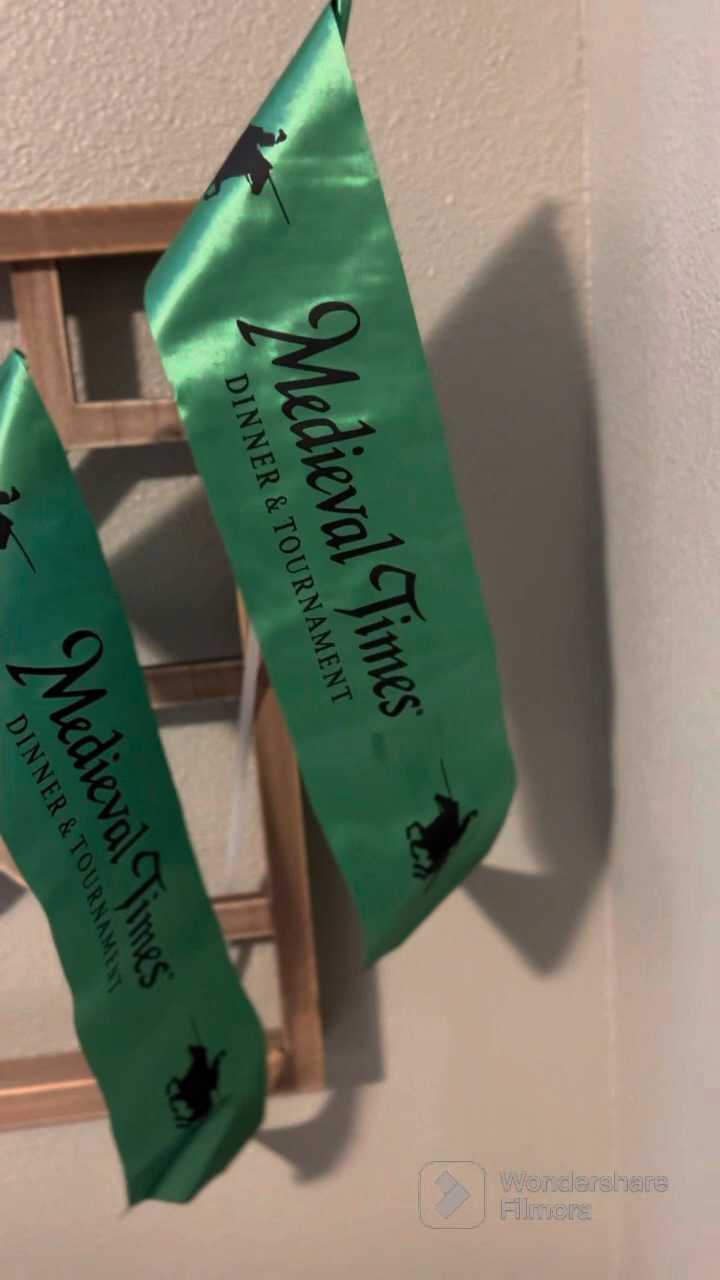 Medieval Times®
DINNER & TOURNAMENT
Medieval Times®
DINNER & TOURNAMENT
Wondershare
Filmora